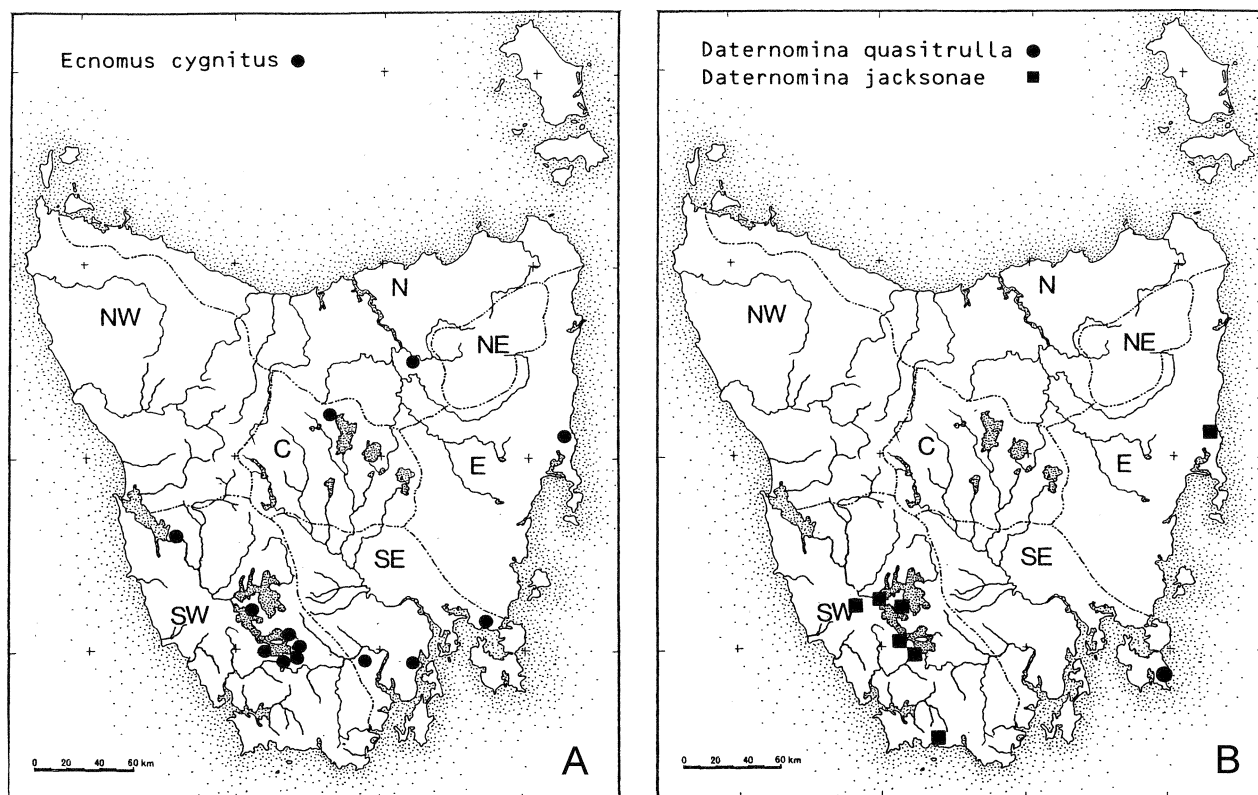 Ecnomus cygnitus
N
NW
NE
C
E
SE
SW
0 20 40 60 km
A
Daternomina quasitrulla
Daternomina jacksonae
N
NW
NE
C
E
SE
SW
0 20 40 60 km
B